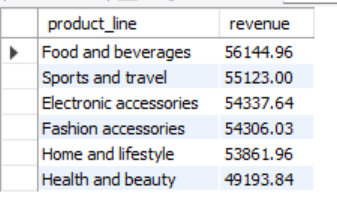 product_line revenue
Food and beverages 56144.96
Sports and travel 55123.00
Electronic accessories 54337.64
Fashion accessories 54306.03
Home and lifestyle 53861.96
Health and beauty 49193.84